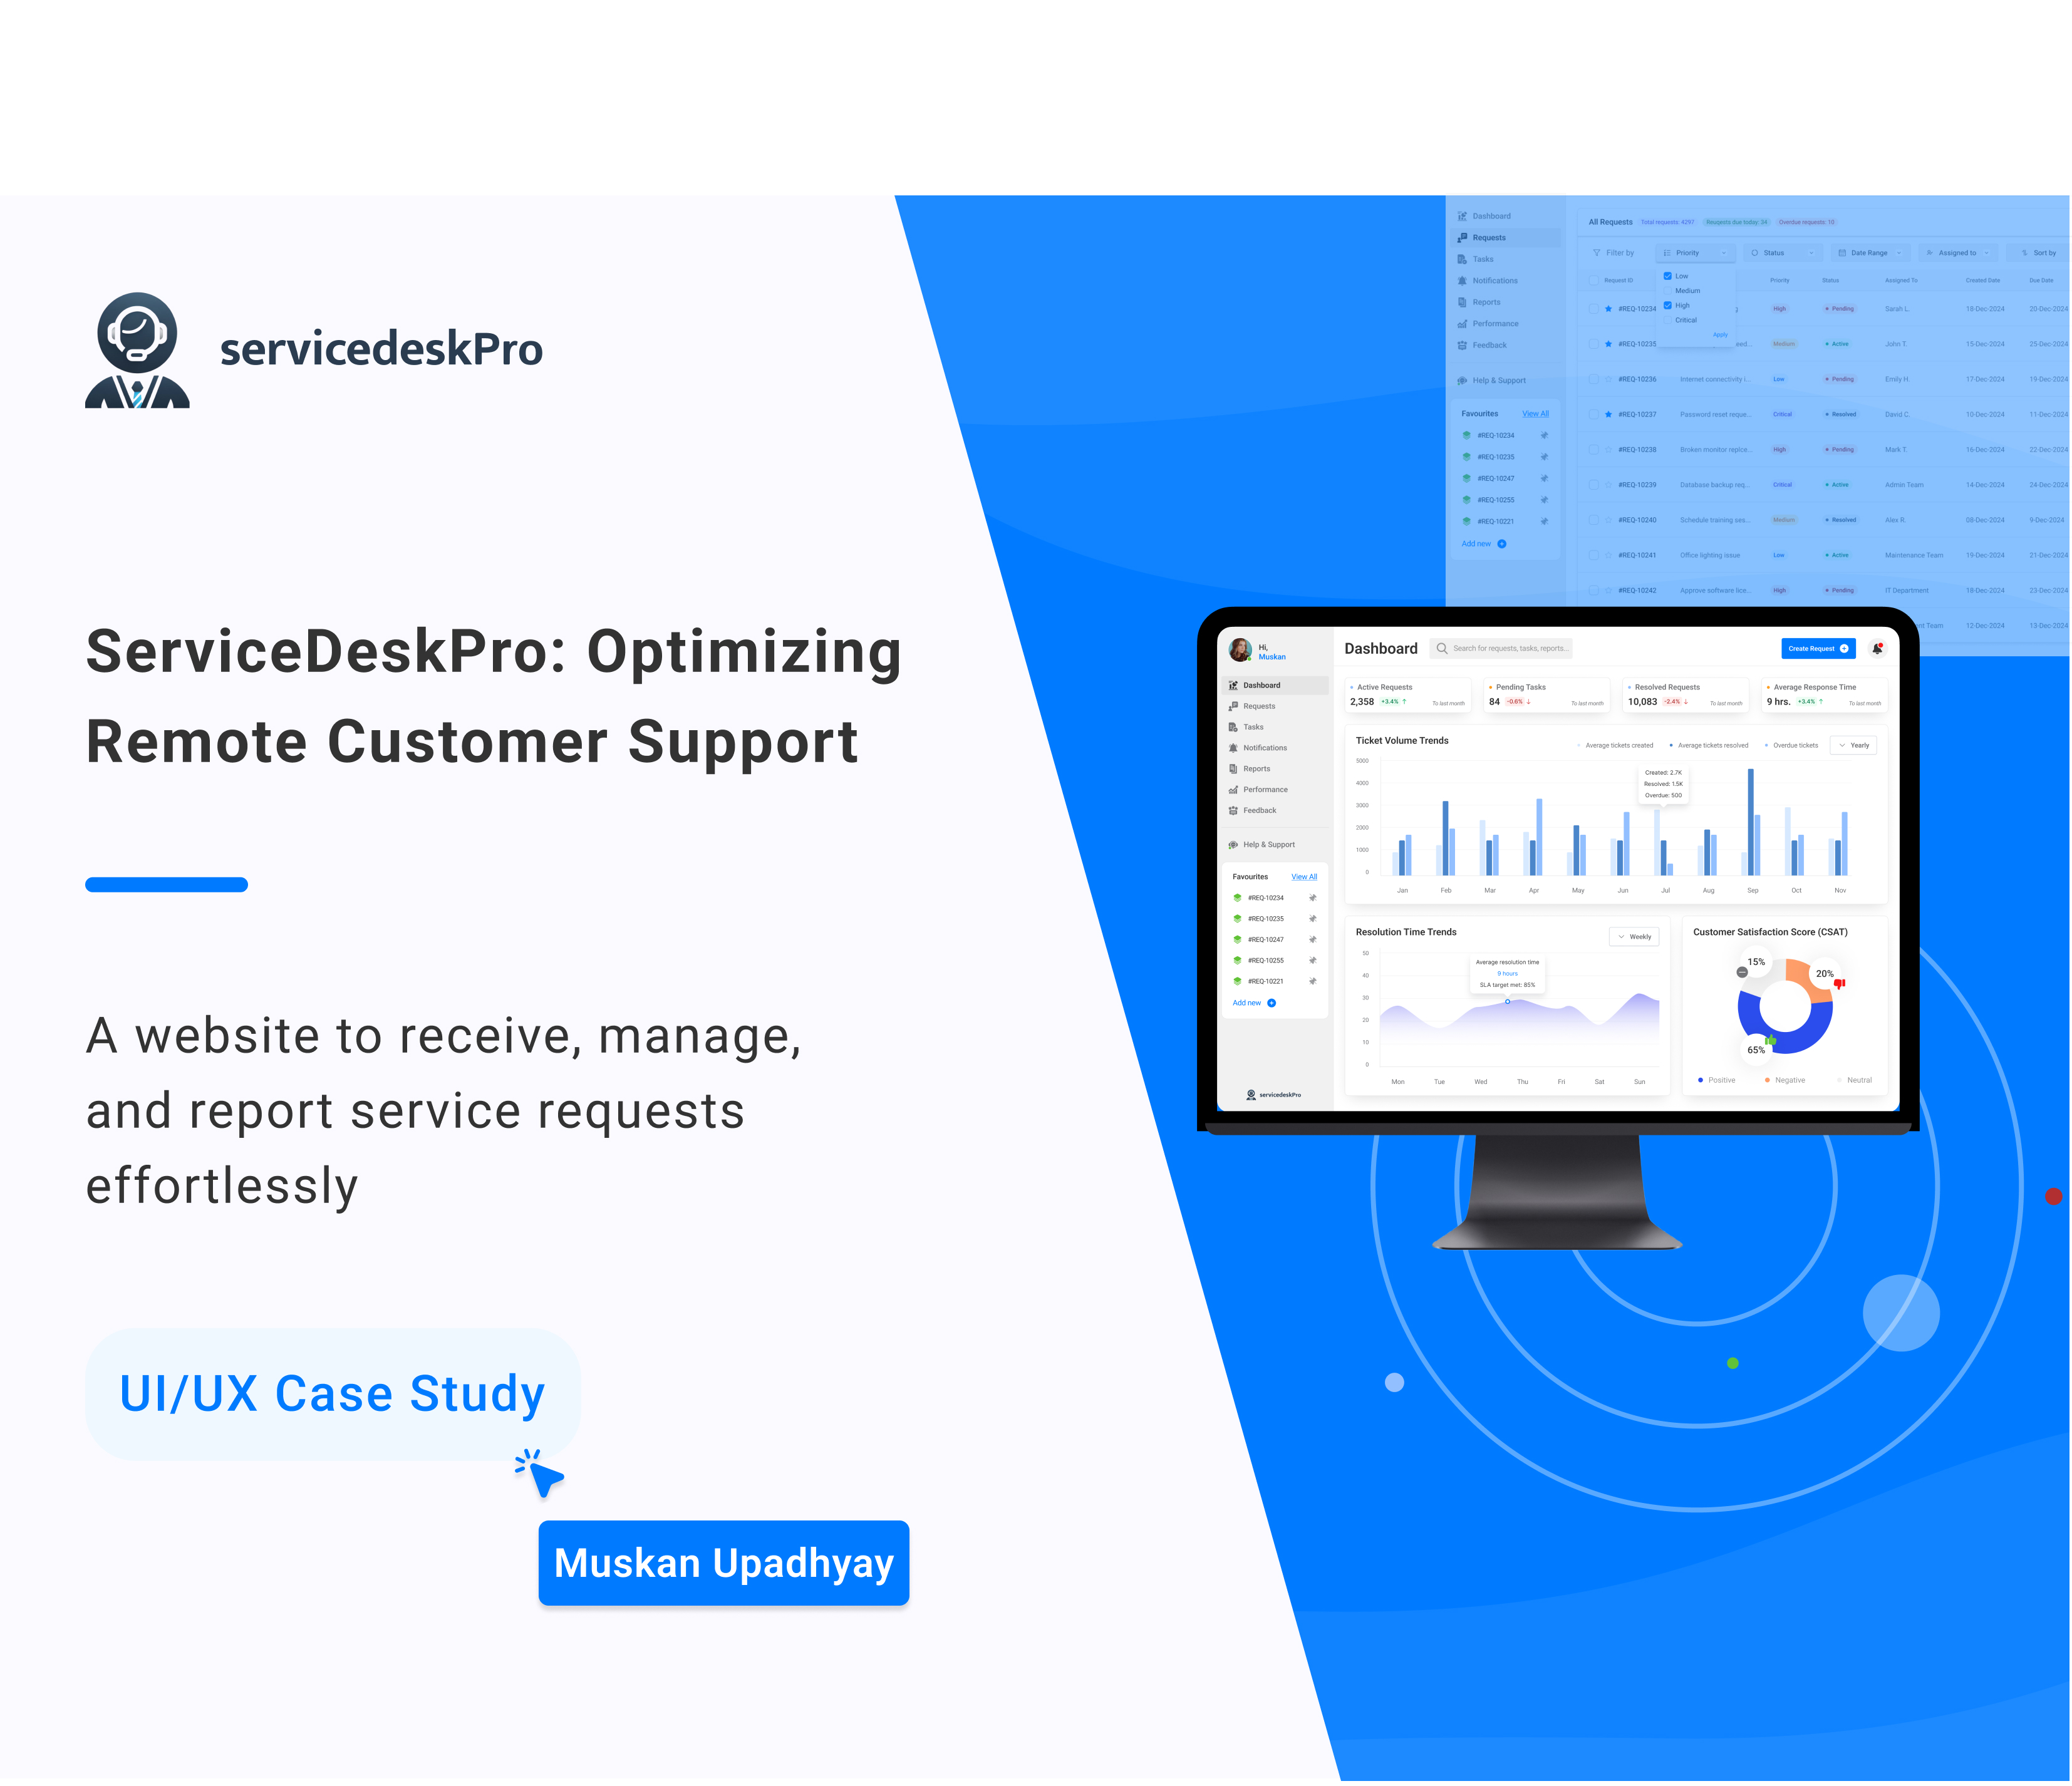 servicedeskPro
ServiceDeskPro: Optimizing
Remote Customer Support
A website to receive, manage,
and report service requests
effortlessly
UI/UX Case Study
Muskan Upadhyay
Dashboard
Requests
Tasks
Notifications
Reports
Performance
Feedback
Help & Support
Favourites View All
#REQ-10234
#REQ-10235
#REQ-10247
#REQ-10255
#REQ-10221
Add new
All Requests Total requests: 4297 Reuqests due today: 34 Overdue requests: 10
Filter by Priority Status Date Range Assigned to Sort by
Low
Medium
High
Critical
Apply
Request ID Priority Status Assigned To Created Date Due Date
#REQ-10234 High Pending Sarah L. 18-Dec-2024 20-Dec-2024
#REQ-10235 Medium Active John T. 15-Dec-2024 25-Dec-2024
#REQ-10236 Internet connectivity i... Low Pending Emily H. 17-Dec-2024 19-Dec-2024
#REQ-10237 Password reset reque... Critical Resolved David C. 10-Dec-2024 11-Dec-2024
#REQ-10238 Broken monitor replce... High Pending Mark T. 16-Dec-2024 22-Dec-2024
#REQ-10239 Database backup req... Critical Active Admin Team 14-Dec-2024 24-Dec-2024
#REQ-10240 Schedule training ses... Medium Resolved Alex R. 08-Dec-2024 9-Dec-2024
#REQ-10241 Office lighting issue Low Active Maintenance Team 19-Dec-2024 21-Dec-2024
#REQ-10242 Approve software lice... High Pending IT Department 18-Dec-2024 23-Dec-2024
nt Team 12-Dec-2024 13-Dec-2024
Hi,
Muskan
Dashboard
Requests
Tasks
Notifications
Reports
Performance
Feedback
Help & Support
Favourites View All
#REQ-10234
#REQ-10235
#REQ-10247
#REQ-10255
#REQ-10221
Add new
servicedeskPro
Dashboard Search for requests, tasks, reports... Create Request
Active Requests
2,358 +3.4% ↑ To last month
Pending Tasks
84 -0.6% ↓ To last month
Resolved Requests
10,083 -2.4% ↓ To last month
Average Response Time
9 hrs. +3.4% ↑ To last month
Ticket Volume Trends
Average tickets created Average tickets resolved Overdue tickets Yearly
5000
4000
3000
2000
1000
0
Created: 2.7K
Resolved: 1.5K
Overdue: 500
Jan Feb Mar Apr May Jun Jul Aug Sep Oct Nov
Resolution Time Trends Weekly
50
40
30
20
10
0
Average resolution time
9 hours
SLA target met: 85%
Mon Tue Wed Thu Fri Sat Sun
Customer Satisfaction Score (CSAT)
15%
20%
65%
Positive Negative Neutral